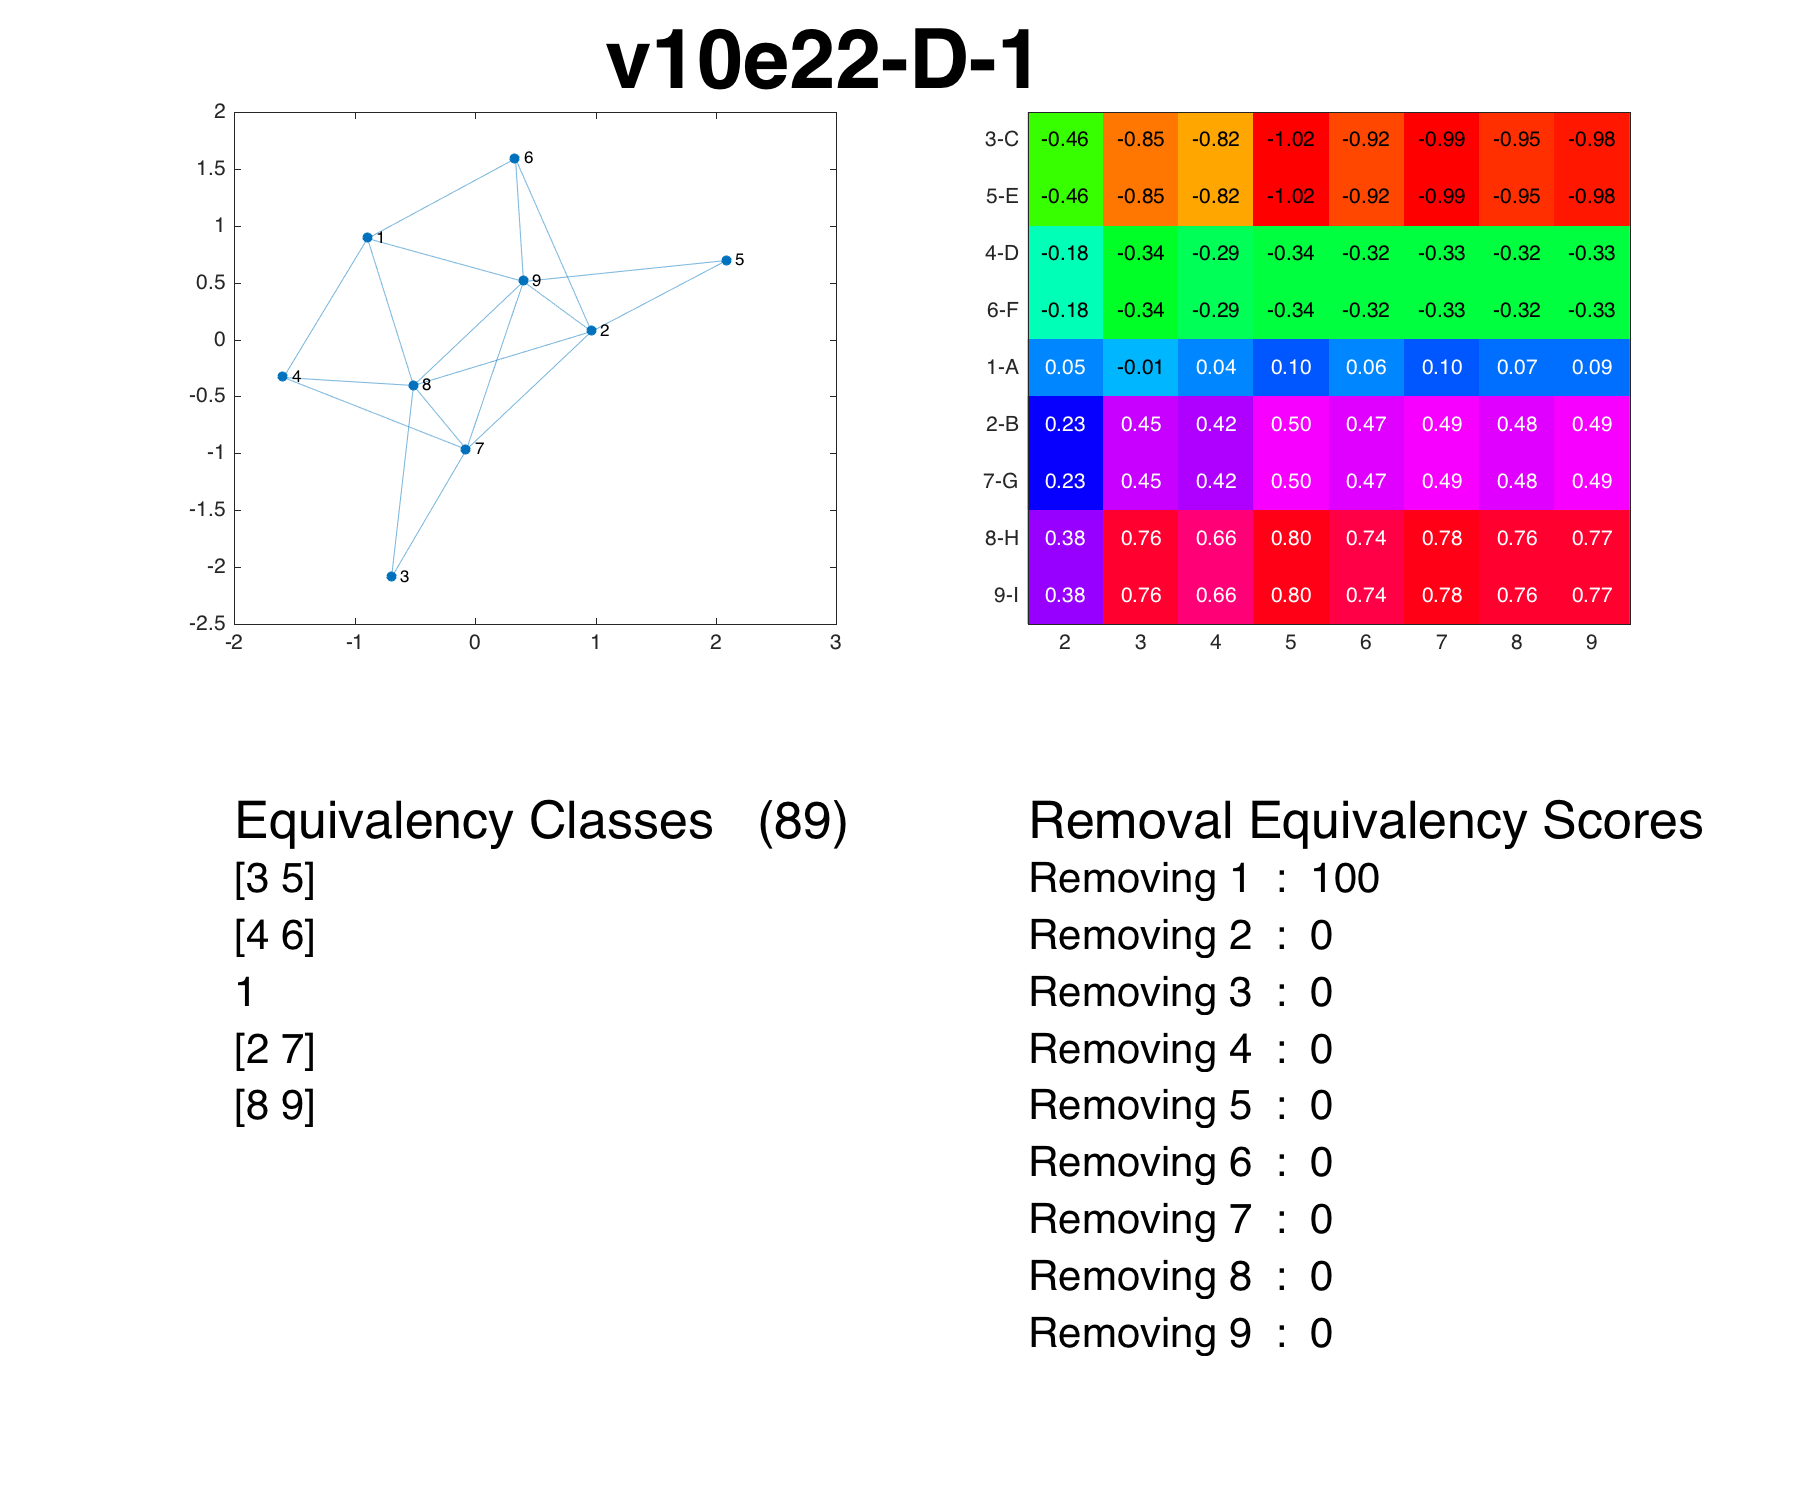 v10e22-D-1
2
1.5
1
0.5
0
-0.5
-1
-1.5
-2
-2.5
-2 -1 0 1 2 3
6
1
5
9
2
4
8
7
3
3-C -0.46 -0.85 -0.82 -1.02 -0.92 -0.99 -0.95 -0.98
5-E -0.46 -0.85 -0.82 -1.02 -0.92 -0.99 -0.95 -0.98
4-D -0.18 -0.34 -0.29 -0.34 -0.32 -0.33 -0.32 -0.33
6-F -0.18 -0.34 -0.29 -0.34 -0.32 -0.33 -0.32 -0.33
1-A 0.05 -0.01 0.04 0.10 0.06 0.10 0.07 0.09
2-B 0.23 0.45 0.42 0.50 0.47 0.49 0.48 0.49
7-G 0.23 0.45 0.42 0.50 0.47 0.49 0.48 0.49
8-H 0.38 0.76 0.66 0.80 0.74 0.78 0.76 0.77
9-I 0.38 0.76 0.66 0.80 0.74 0.78 0.76 0.77
2 3 4 5 6 7 8 9
Equivalency Classes (89)
[3 5]
[4 6]
1
[2 7]
[8 9]
Removal Equivalency Scores
Removing 1 : 100
Removing 2 : 0
Removing 3 : 0
Removing 4 : 0
Removing 5 : 0
Removing 6 : 0
Removing 7 : 0
Removing 8 : 0
Removing 9 : 0